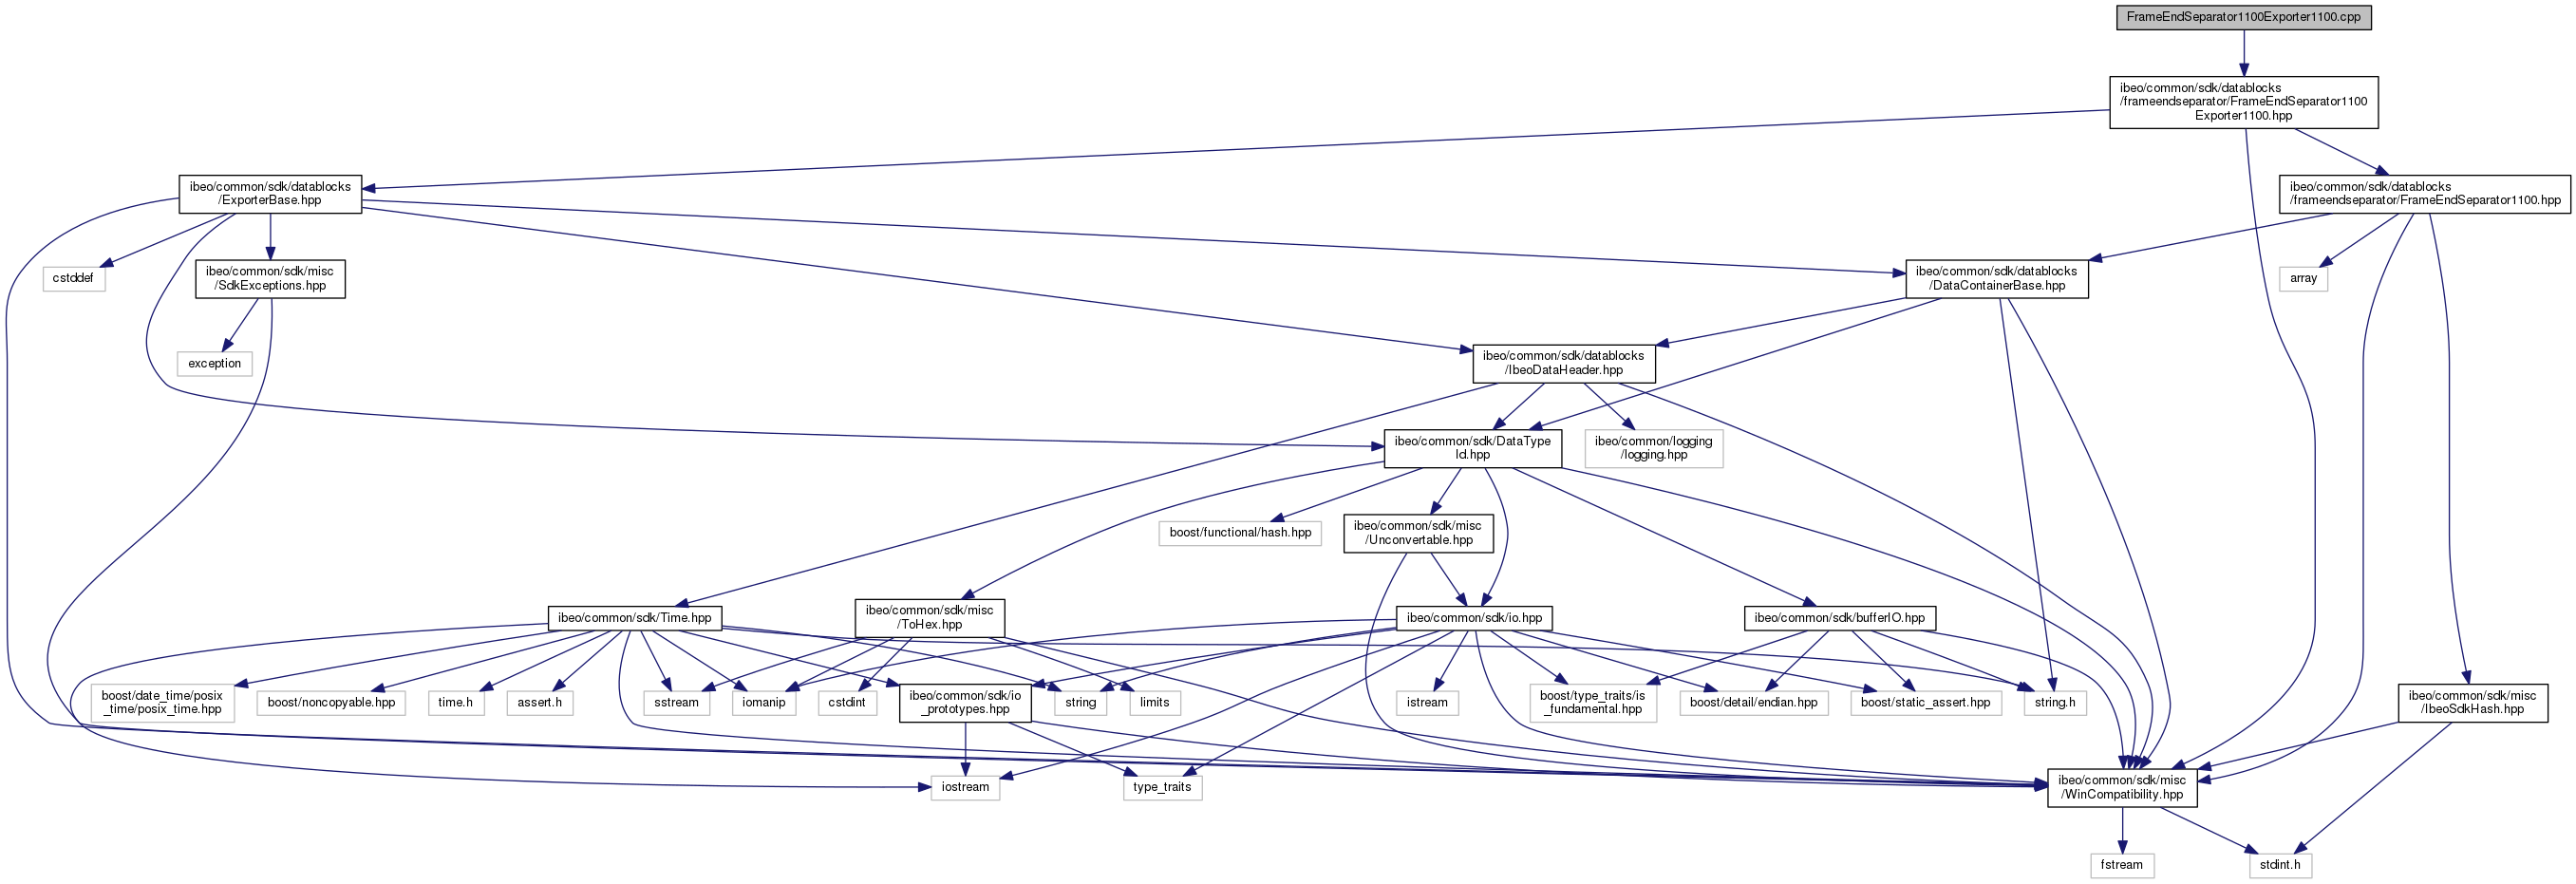 FrameEndSeparator1100Exporter1100.cpp
ibeo/common/sdk/datablocks
/frameendseparator/FrameEndSeparator1100
Exporter1100.hpp
ibeo/common/sdk/datablocks
/ExporterBase.hpp
ibeo/common/sdk/datablocks
/frameendseparator/FrameEndSeparator1100.hpp
cstddef
ibeo/common/sdk/misc
/SdkExceptions.hpp
ibeo/common/sdk/datablocks
/DataContainerBase.hpp
array
exception
ibeo/common/sdk/datablocks
/IbeoDataHeader.hpp
ibeo/common/sdk/DataType
Id.hpp
ibeo/common/logging
/logging.hpp
boost/functional/hash.hpp
ibeo/common/sdk/misc
/Unconvertable.hpp
ibeo/common/sdk/Time.hpp
ibeo/common/sdk/misc
/ToHex.hpp
ibeo/common/sdk/io.hpp
ibeo/common/sdk/bufferIO.hpp
boost/date_time/posix
_time/posix_time.hpp
boost/noncopyable.hpp
time.h
assert.h
sstream
iomanip
cstdint
ibeo/common/sdk/io
_prototypes.hpp
string
limits
istream
boost/type_traits/is
_fundamental.hpp
boost/detail/endian.hpp
boost/static_assert.hpp
string.h
ibeo/common/sdk/misc
/IbeoSdkHash.hpp
iostream
type_traits
ibeo/common/sdk/misc
/WinCompatibility.hpp
fstream
stdint.h